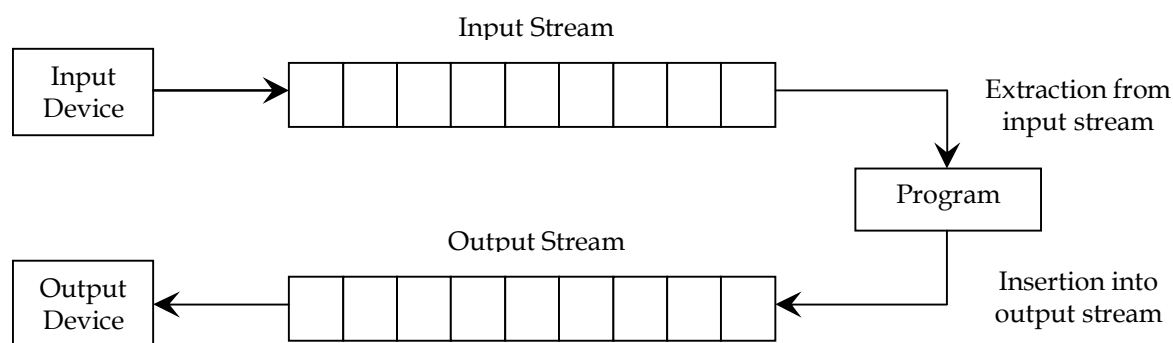 Input Stream
Input
Device
Extraction from
input stream
Program
Output Stream
Output
Device
Insertion into
output stream